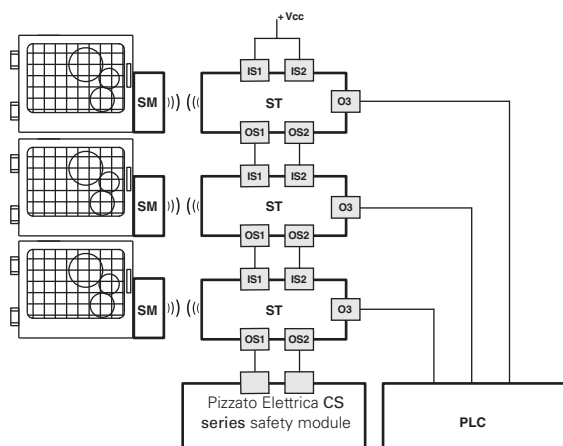 +Vcc
IS1 IS2
SM ST O3
OS1 OS2
IS1 IS2
SM ST O3
OS1 OS2
IS1 IS2
SM ST O3
OS1 OS2
Pizzato Elettrica CS
series safety module
PLC